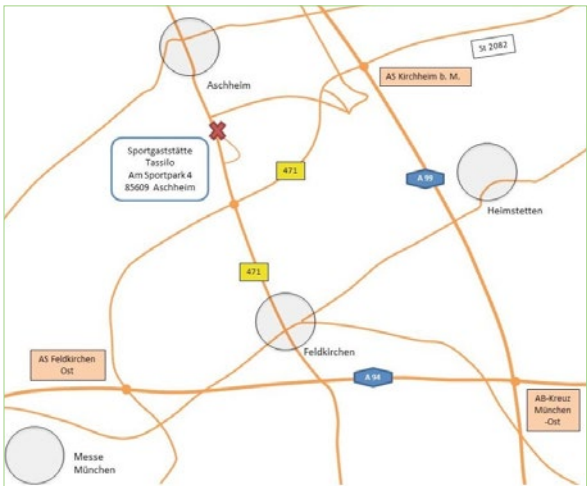 St 2082
AS Kirchheim b. M.
Aschheim
Sportgaststätte
Tassilo
Am Sportpark 4
85609 Aschheim
471
A 99
Heimstetten
471
Feldkirchen
AS Feldkirchen
Ost
A 94
AB-Kreuz
München
-Ost
Messe
München